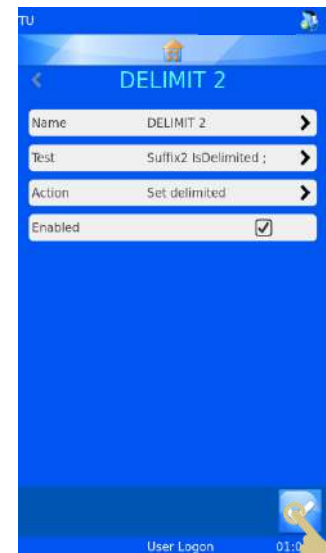 TU
DELIMIT 2
Name DELIMIT 2
Test Suffix2 IsDelimited ;
Action Set delimited
Enabled
User Logon